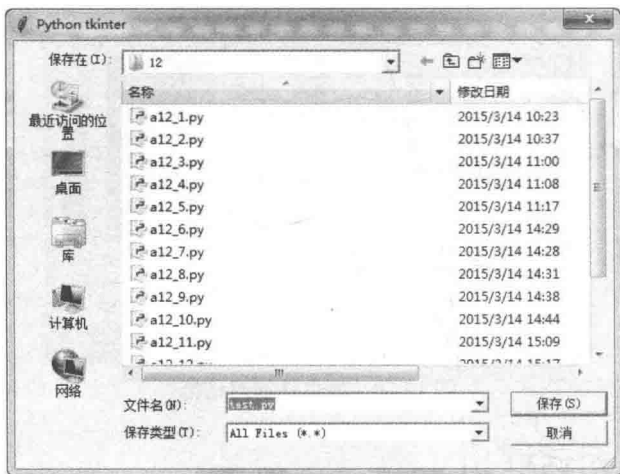 Python tkinter
保存在(I):
12
名称
修改日期
最近访问的位置
桌面
库
计算机
网络
a12_1.py
2015/3/14 10:23
a12_2.py
2015/3/14 10:37
a12_3.py
2015/3/14 11:00
a12_4.py
2015/3/14 11:08
a12_5.py
2015/3/14 11:17
a12_6.py
2015/3/14 14:29
a12_7.py
2015/3/14 14:28
a12_8.py
2015/3/14 14:31
a12_9.py
2015/3/14 14:38
a12_10.py
2015/3/14 14:44
a12_11.py
2015/3/14 15:09
文件名(N):
test.py
保存(S)
保存类型(T):
All Files (*.*)
取消